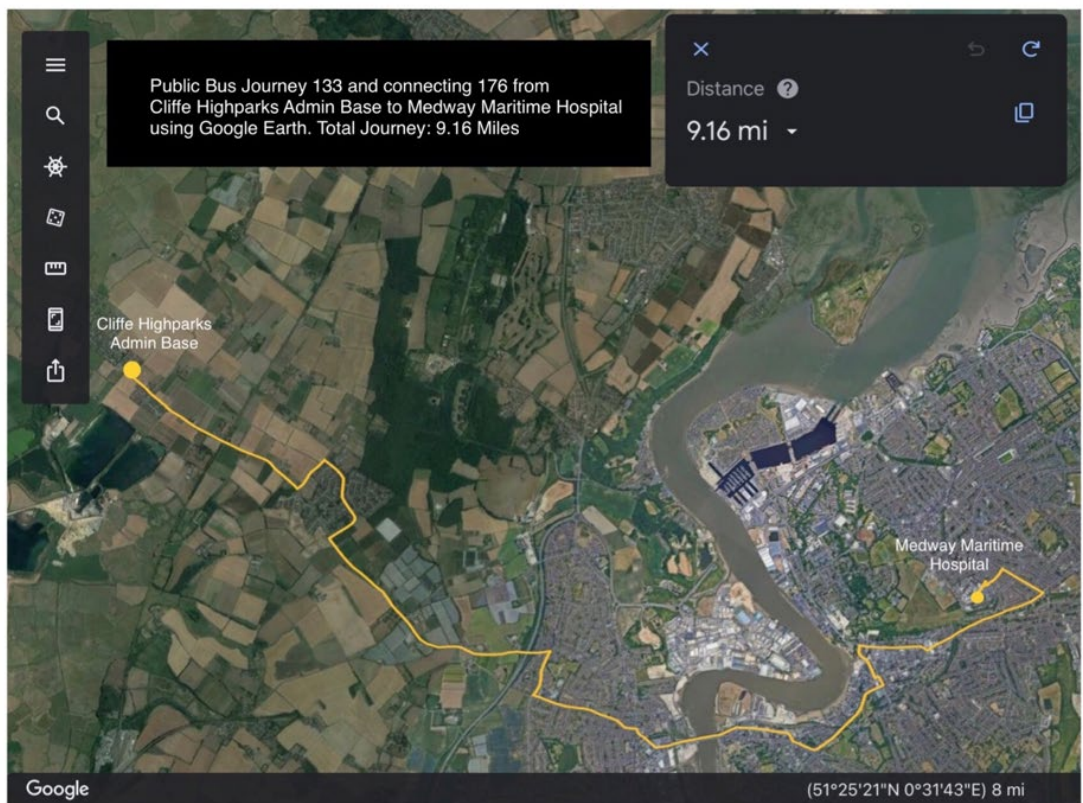 Public Bus Journey 133 and connecting 176 from
Cliffe Highparks Admin Base to Medway Maritime Hospital
using Google Earth. Total Journey: 9.16 Miles
Distance ?
9.16 mi
Cliffe Highparks
Admin Base
Medway Maritime
Hospital
Google
(51°25'21"N 0°31'43"E) 8 mi